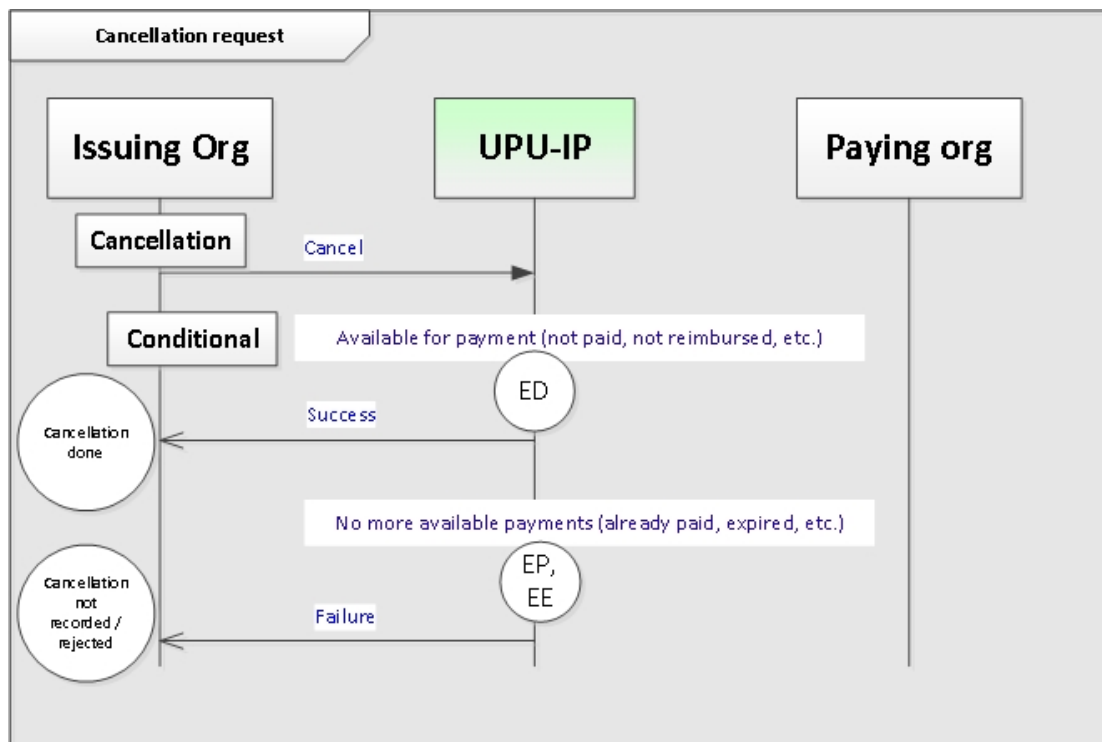 Cancellation request
Issuing Org
UPU-IP
Paying org
Cancellation
Cancel
Conditional
Available for payment (not paid, not reimbursed, etc.)
ED
Success
Cancellation
done
No more available payments (already paid, expired, etc.)
EP,
EE
Cancellation
not
recorded /
rejected
Failure